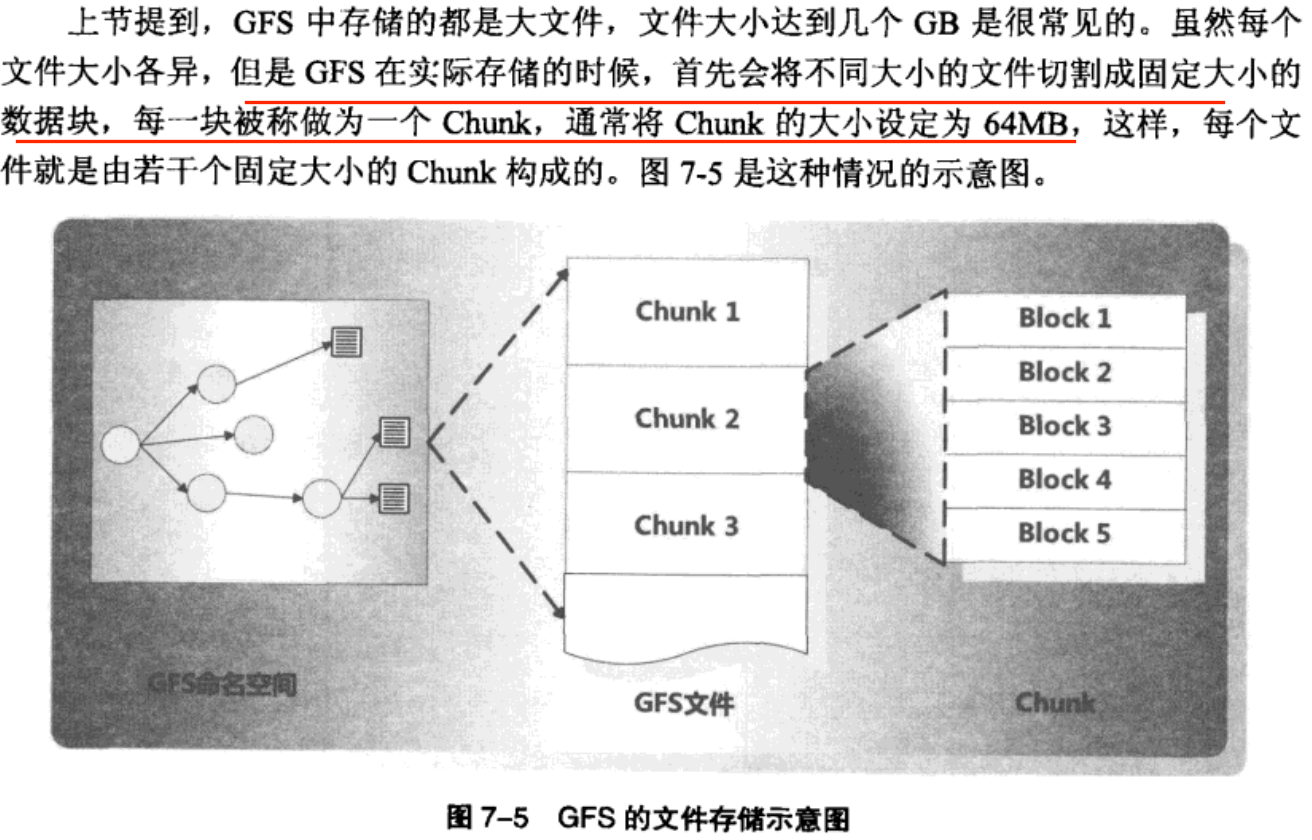 上节提到，GFS 中存储的都是大文件，文件大小达到几个 GB 是很常见的。虽然每个
文件大小各异，但是 GFS 在实际存储的时候，首先会将不同大小的文件切割成固定大小的
数据块，每一块被称做为一个 Chunk，通常将 Chunk 的大小设定为 64MB，这样，每个文
件就是由若干个固定大小的 Chunk 构成的。图 7-5 是这种情况的示意图。
Chunk 1
Chunk 2
Chunk 3
Block 1
Block 2
Block 3
Block 4
Block 5
GFS命名空间
GFS文件
Chunk
图 7-5 GFS 的文件存储示意图